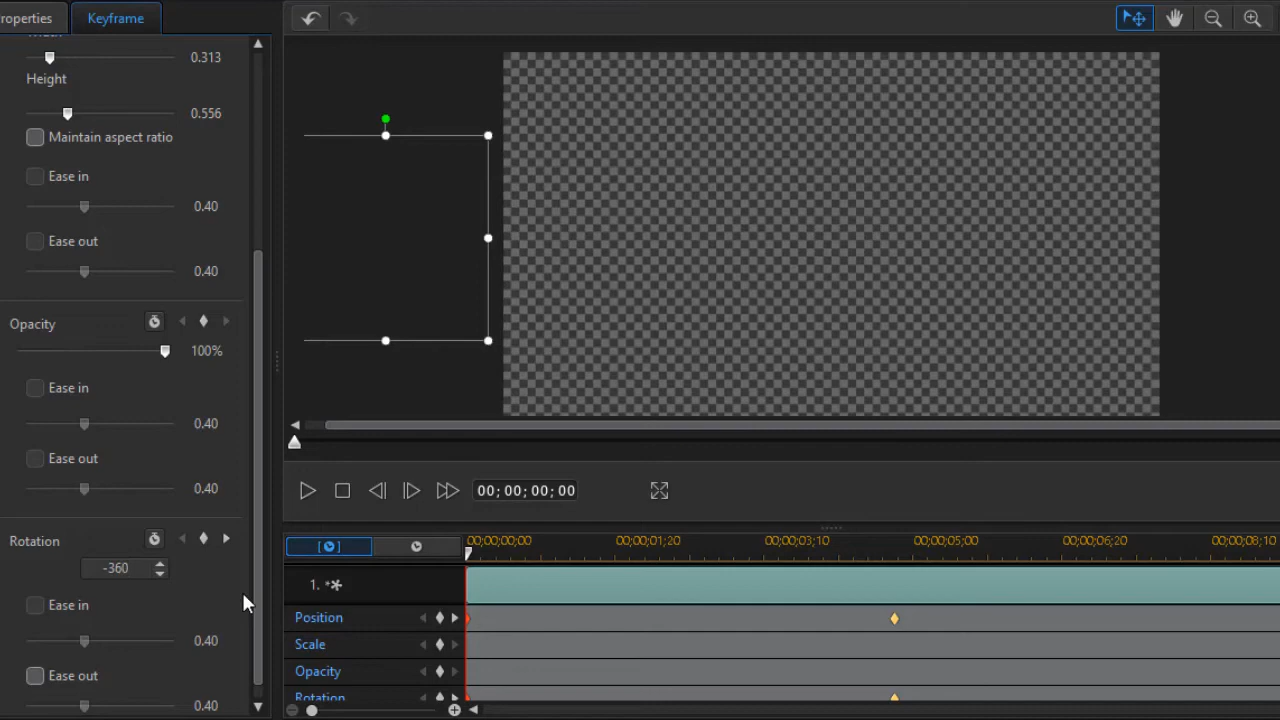 roperties Keyframe
Width 0.313
Height
0.556
Maintain aspect ratio
Ease in
0.40
Ease out
0.40
Opacity
100%
Ease in
0.40
Ease out
0.40
Rotation
-360
Ease in
0.40
Ease out
0.40
00; 00; 00; 00
00;00;00;00 00;00;01;20 00;00;03;10 00;00;05;00 00;00;06;20 00;00;08;10
1. *
Position
Scale
Opacity
Rotation